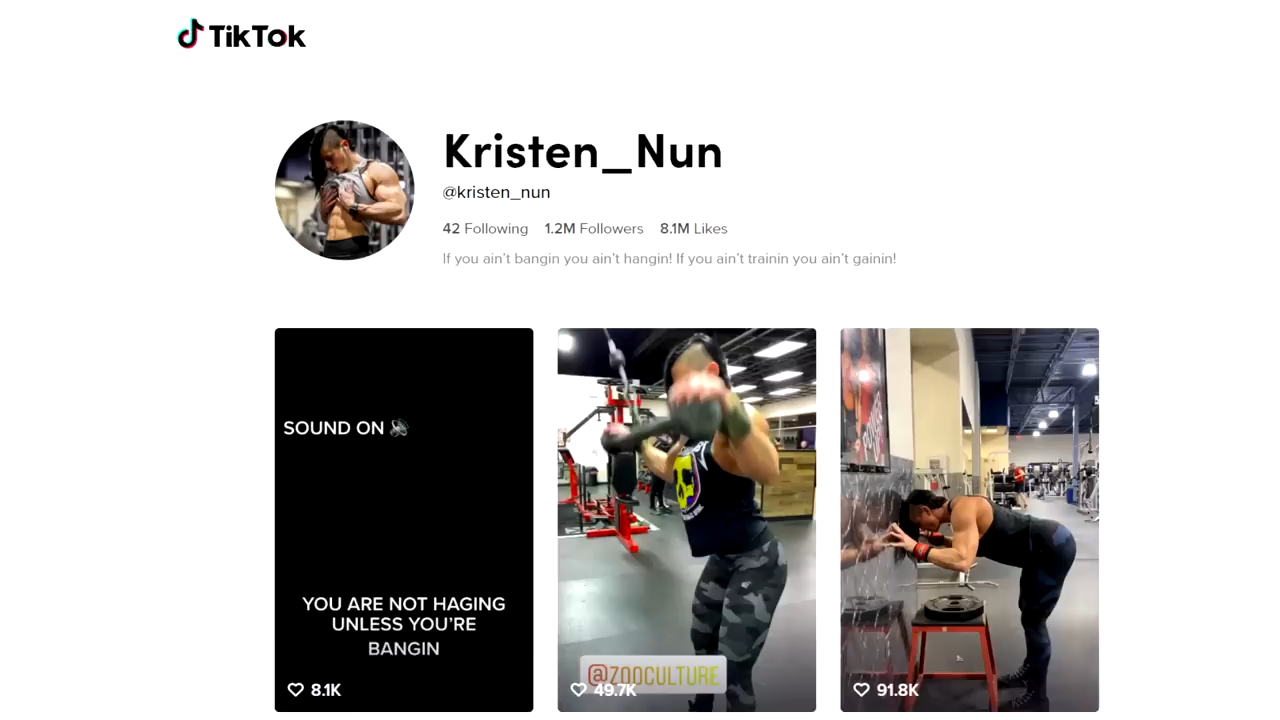 TikTok
Kristen_Nun
@kristen_nun
42 Following 1.2M Followers 8.1M Likes
If you ain't bangin you ain't hangin! If you ain't trainin you ain't gainin!
SOUND ON
YOU ARE NOT HAGING
UNLESS YOU'RE
BANGIN
8.1K
@ZOOCULTURE
49.7K
91.8K